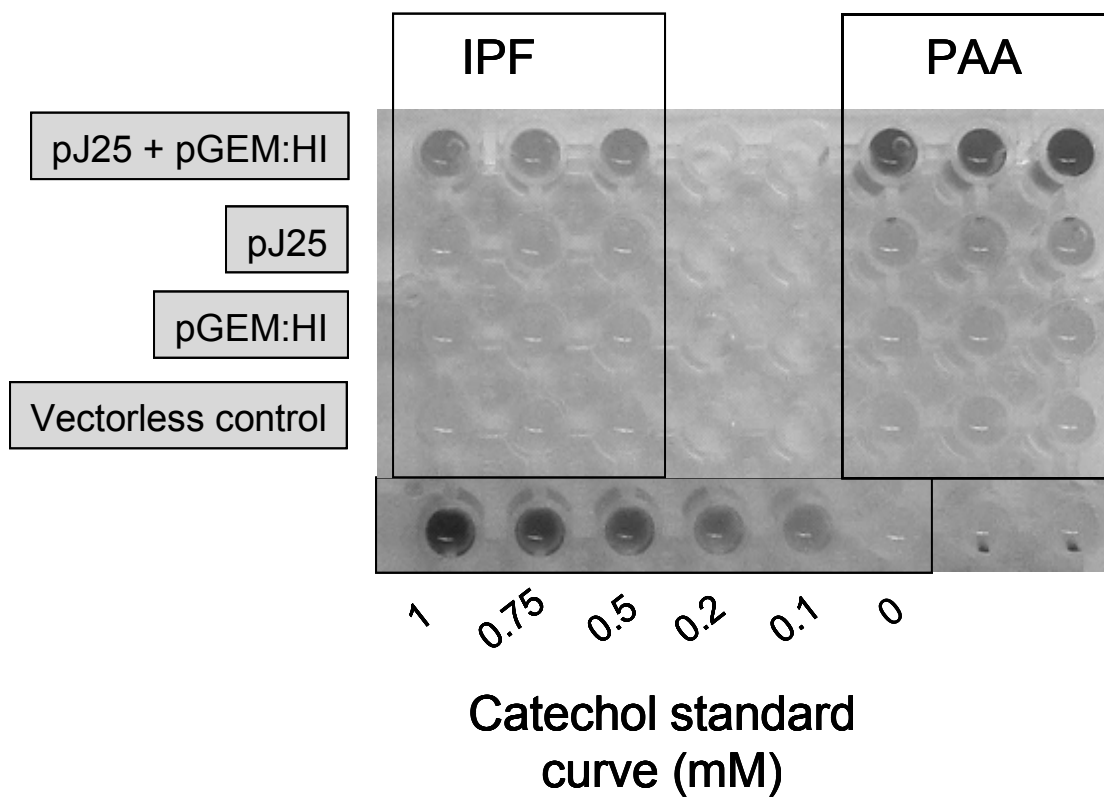 IPF
PAA
pJ25 + pGEM:HI
pJ25
pGEM:HI
Vectorless control
1
0.75
0.5
0.2
0.1
0
Catechol standard
curve (mM)